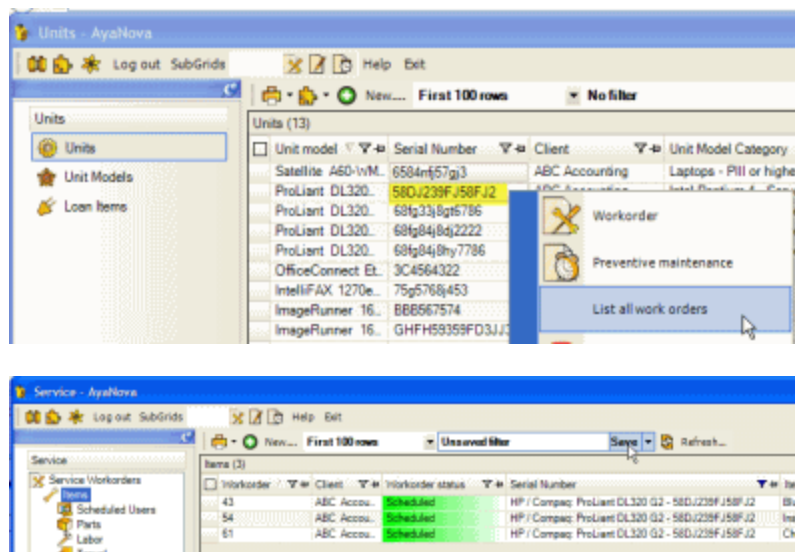 Units - AyaNova
Log out SubGrids Help Exit
New.... First 100 rows No filter
Units
Units (13)
Units
Unit Models
Loan Items
Unit model Serial Number Client Unit Model Category
Satellite A60-WM.. ABC Accounting Laptops - PIII or highe
ProLiant DL320.. 58DJ239FJ58FJ2
ProLiant DL320.. 68fg33j8gt6786
ProLiant DL320.. 68fg84j8dj2222
ProLiant DL320.. 68fg84j8hy7786
OfficeConnect Et.. 3C4564322
IntelliFAX 1270e.. 75g5768j453
ImageRunner 16.. BBB567574
ImageRunner 16..
Workorder
Preventive maintenance
List all work orders
Service - AyaNova
Log out SubGrids Help Exit
New.... First 100 rows Unsaved filter Save Refresh...
Service
Items (3)
Service Workorders
Items
Scheduled Users
Parts
Labor
Workorder Client Workorder status Serial Number
43 ABC Accou.. Scheduled HP / Compaq: ProLiant DL320 G2 - 58DJ239FJ58FJ2
54 ABC Accou.. Scheduled HP / Compaq: ProLiant DL320 G2 - 58DJ239FJ58FJ2
61 ABC Accou.. Scheduled HP / Compaq: ProLiant DL320 G2 - 58DJ239FJ58FJ2